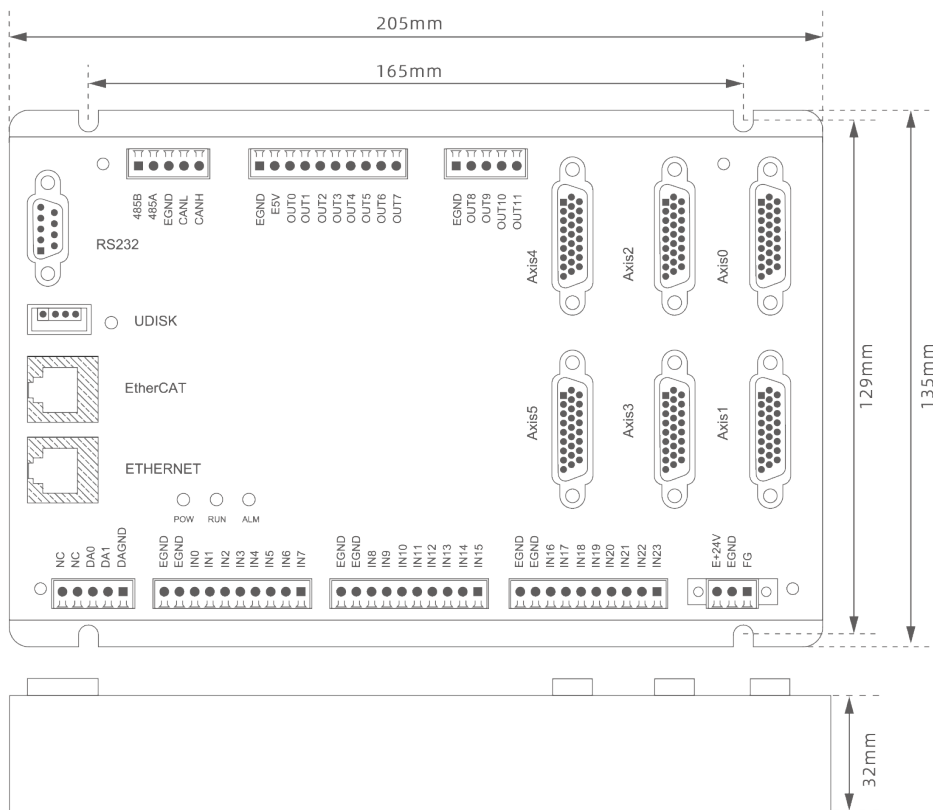 205mm
165mm
485B
485A
EGND
CANL
CANH
EGND
E5V
OUT0
OUT1
OUT2
OUT3
OUT4
OUT5
OUT6
OUT7
EGND
OUT8
OUT9
OUT10
OUT11
RS232
Axis4
Axis2
Axis0
UDISK
EtherCAT
129mm
135mm
Axis5
Axis3
Axis1
ETHERNET
POW
RUN
ALM
NC
NC
DA0
DA1
DAGND
EGND
EGND
IN0
IN1
IN2
IN3
IN4
IN5
IN6
IN7
EGND
EGND
IN8
IN9
IN10
IN11
IN12
IN13
IN14
IN15
EGND
EGND
IN16
IN17
IN18
IN19
IN20
IN21
IN22
IN23
E+24V
EGND
FG
32mm